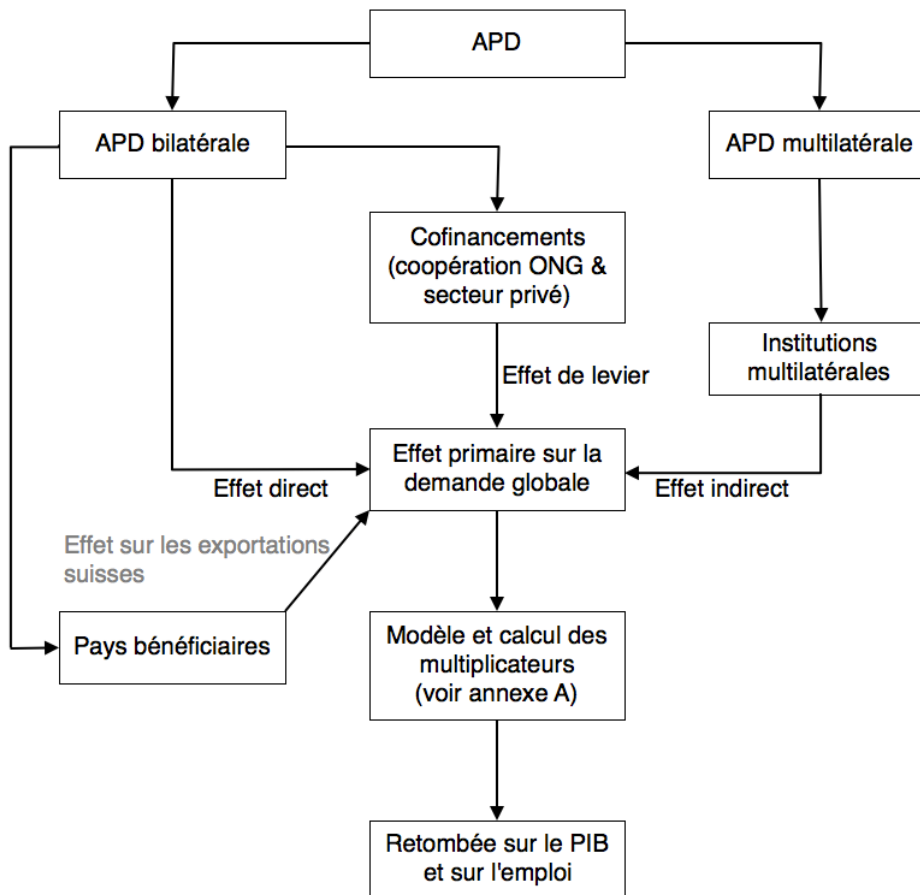 APD
APD bilatérale
APD multilatérale
Cofinancements
(coopération ONG &
secteur privé)
Institutions
multilatérales
Effet de levier
Effet primaire sur la
demande globale
Effet direct
Effet indirect
Effet sur les exportations
suisses
Pays bénéficiaires
Modèle et calcul des
multiplicateurs
(voir annexe A)
Retombée sur le PIB
et sur l'emploi